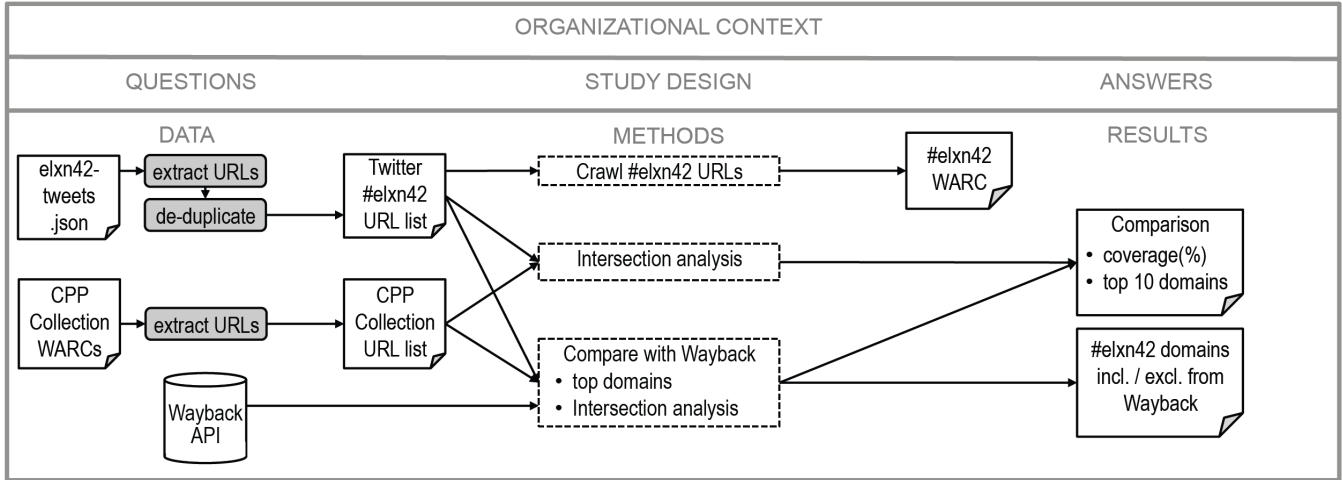 ORGANIZATIONAL CONTEXT
QUESTIONS
STUDY DESIGN
ANSWERS
DATA
METHODS
RESULTS
elxn42-
tweets
.json
extract URLs
de-duplicate
Twitter
#elxn42
URL list
Crawl #elxn42 URLs
#elxn42
WARC
Intersection analysis
Comparison
• coverage(%)
• top 10 domains
CPP
Collection
WARCs
extract URLs
CPP
Collection
URL list
Compare with Wayback
• top domains
• Intersection analysis
#elxn42 domains
incl. / excl. from
Wayback
Wayback
API